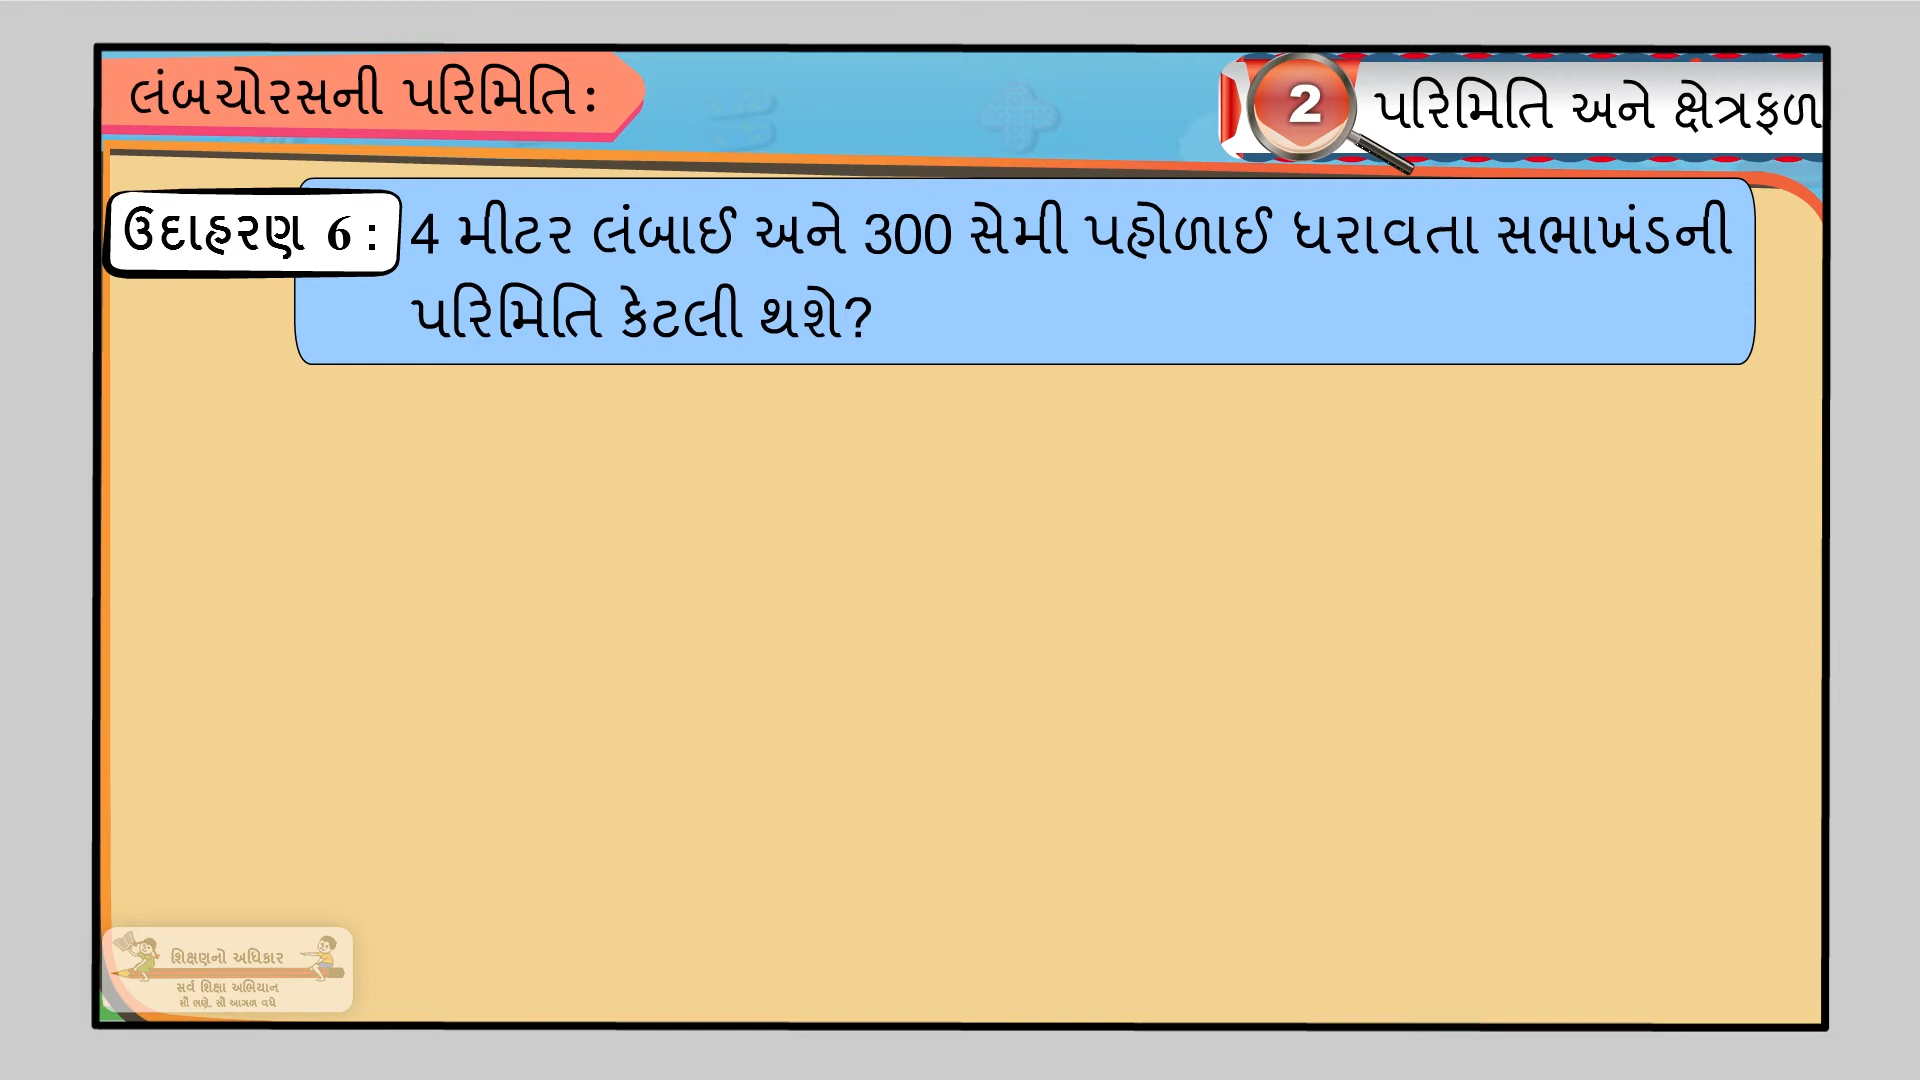 લંબચોરસની પરિમિતિ:
2 પરિમિતિ અને ક્ષેત્રફળ
ઉદાહરણ 6 : 4 મીટર લંબાઈ અને 300 સેમી પહોળાઈ ધરાવતા સભાખંડની
પરિમિતિ કેટલી થશે?
શિક્ષણનો અધિકાર
સર્વ શિક્ષા અભિયાન
સૌ ભણે, સૌ આગળ વધે